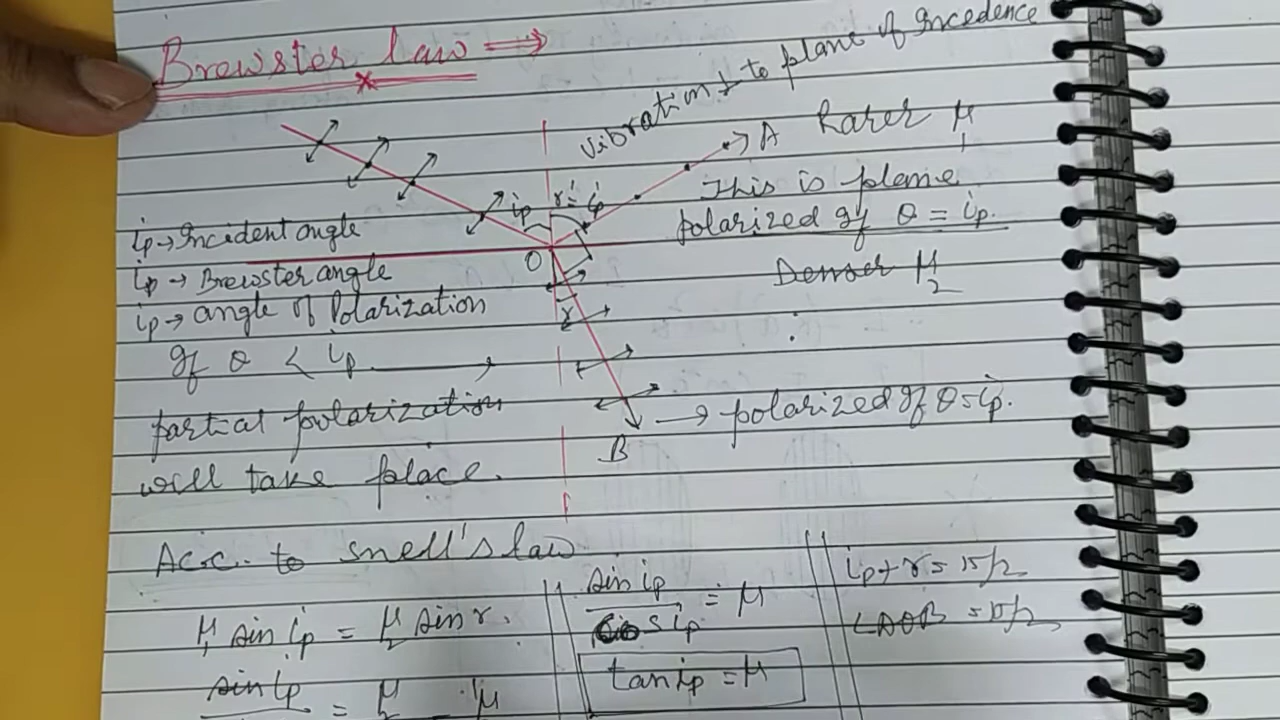 Brewster law ⇒
Vibration ⊥ to plane of Incedence
A Rarer μ₁
ip r'=ip
This is plane
polarized If θ = ip.
ip→Incident angle
O
Denser μ₂
ip→ Brewster angle
ip→ angle of Polarization
r
If θ < ip
partial polarization
→ polarized If θ=ip.
B
will take place.
Acc. to snell's law
μ₁ sin ip = μ₂ sin r.
sin ip / cos ip = μ
tan ip = μ
ip + r = π/2
∠AOB = π/2
sin ip = μ₂ μ